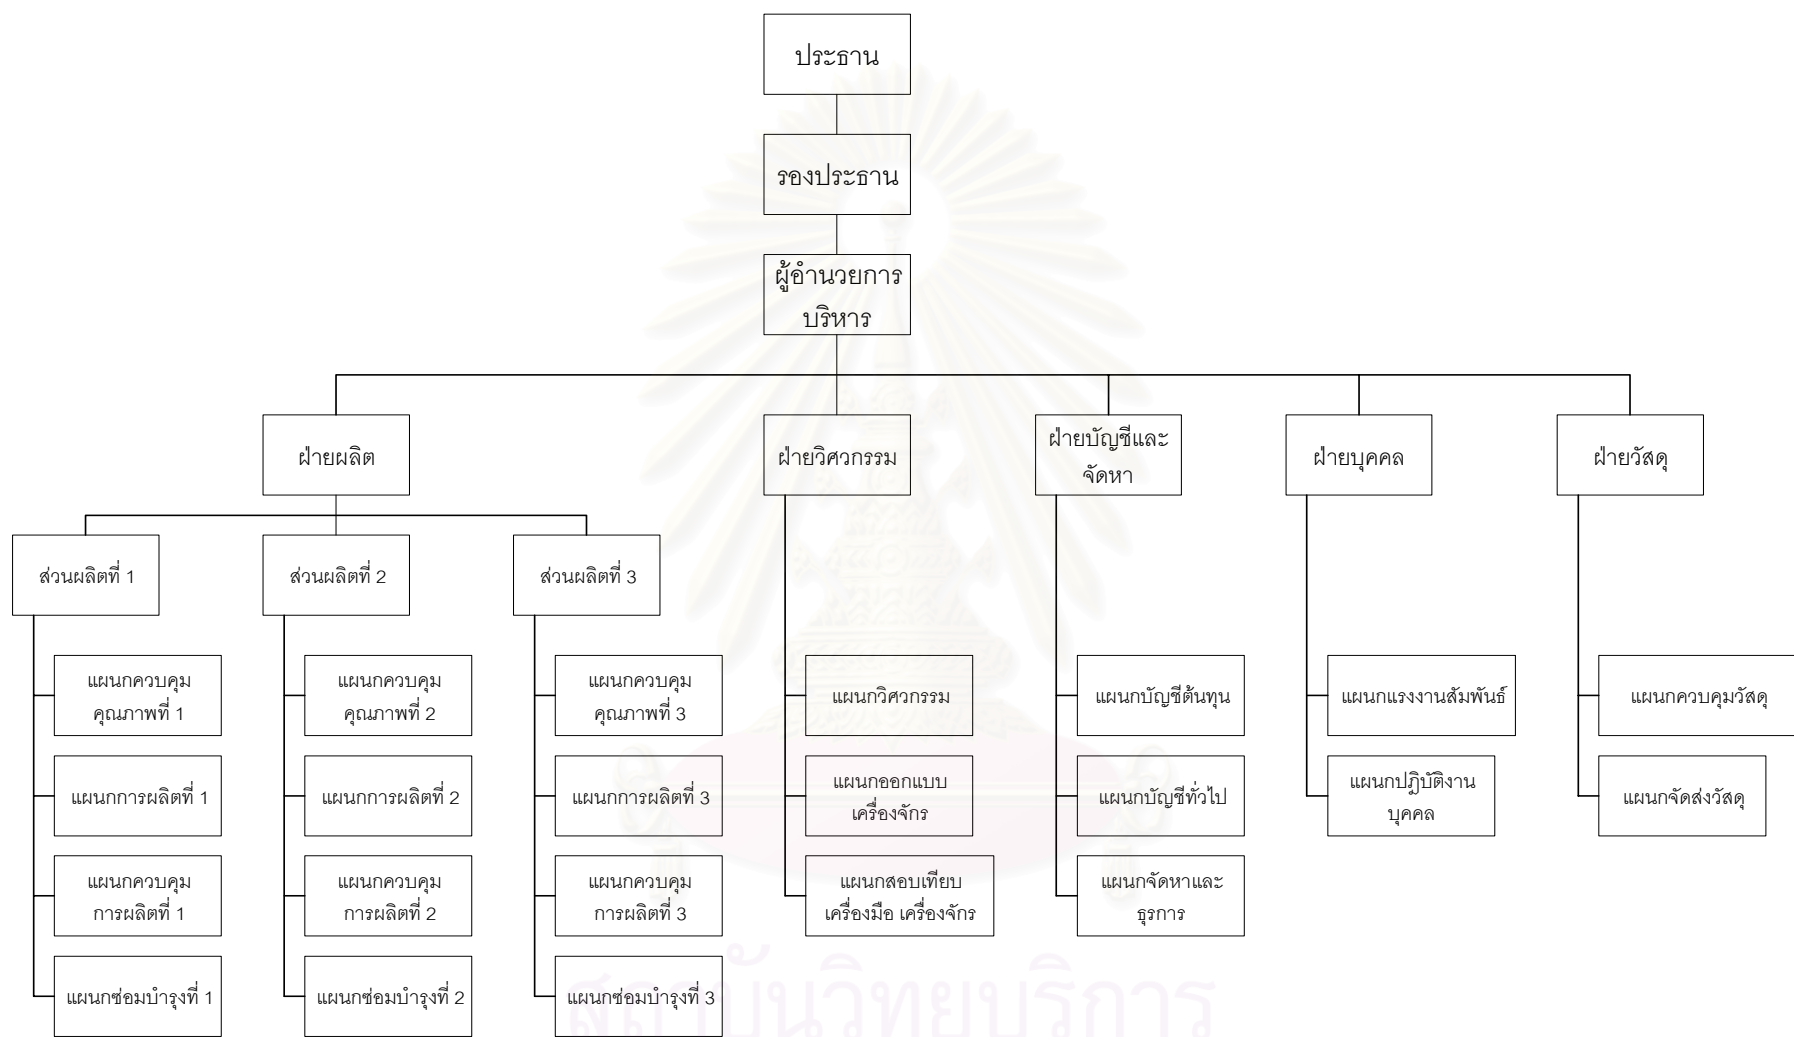 ประธาน
รองประธาน
ผู้อำนวยการ
บริหาร
ฝ่ายผลิต
ฝ่ายวิศวกรรม
ฝ่ายบัญชีและ
จัดหา
ฝ่ายบุคคล
ฝ่ายวัสดุ
ส่วนผลิตที่ 1
ส่วนผลิตที่ 2
ส่วนผลิตที่ 3
แผนกควบคุม
คุณภาพที่ 1
แผนกควบคุม
คุณภาพที่ 2
แผนกควบคุม
คุณภาพที่ 3
แผนกวิศวกรรม
แผนกบัญชีต้นทุน
แผนกแรงงานสัมพันธ์
แผนกควบคุมวัสดุ
แผนกการผลิตที่ 1
แผนกการผลิตที่ 2
แผนกการผลิตที่ 3
แผนกออกแบบ
เครื่องจักร
แผนกบัญชีทั่วไป
แผนกปฎิบัติงาน
บุคคล
แผนกจัดส่งวัสดุ
แผนกควบคุม
การผลิตที่ 1
แผนกควบคุม
การผลิตที่ 2
แผนกควบคุม
การผลิตที่ 3
แผนกสอบเทียบ
เครื่องมือ เครื่องจักร
แผนกจัดหาและ
ธุรการ
แผนกซ่อมบำรุงที่ 1
แผนกซ่อมบำรุงที่ 2
แผนกซ่อมบำรุงที่ 3
สถาบันวิทยบริการ